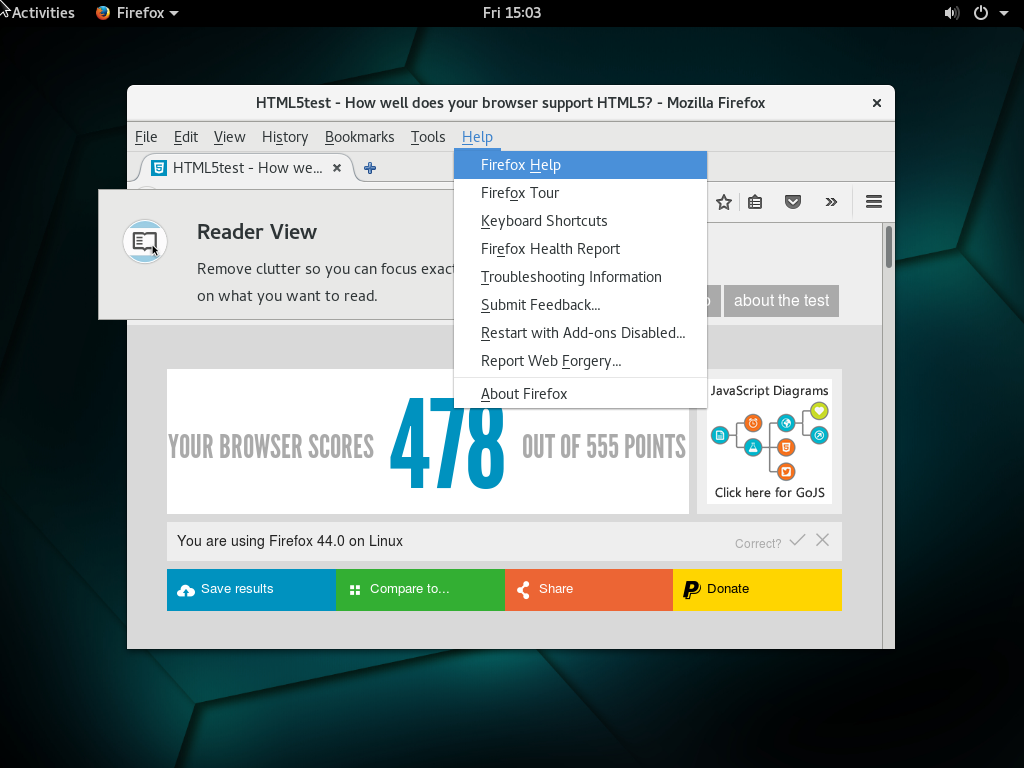 Activities Firefox Fri 15:03
HTML5test - How well does your browser support HTML5? - Mozilla Firefox
File Edit View History Bookmarks Tools Help
HTML5test - How we...
Firefox Help
Firefox Tour
Keyboard Shortcuts
Firefox Health Report
Troubleshooting Information
Submit Feedback...
Restart with Add-ons Disabled...
Report Web Forgery...
About Firefox
Reader View
Remove clutter so you can focus exact
on what you want to read.
about the test
YOUR BROWSER SCORES 478 OUT OF 555 POINTS
JavaScript Diagrams
Click here for GoJS
You are using Firefox 44.0 on Linux
Correct?
Save results Compare to... Share Donate